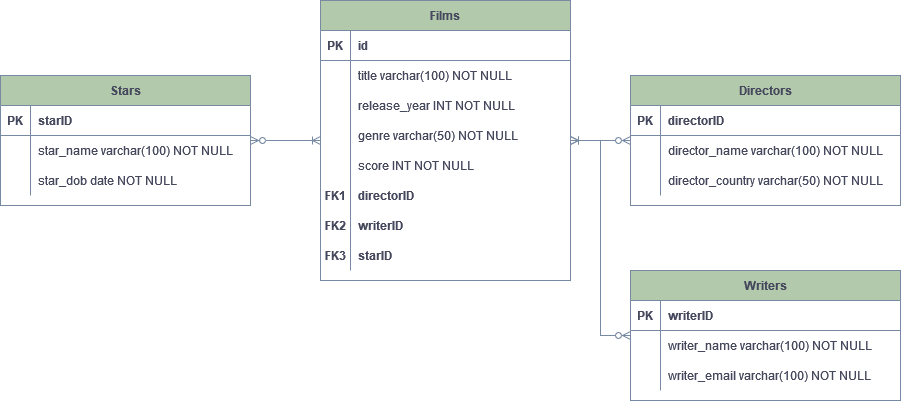 Films
PK id
title varchar(100) NOT NULL
release_year INT NOT NULL
genre varchar(50) NOT NULL
score INT NOT NULL
FK1 directorID
FK2 writerID
FK3 starID
Stars
PK starID
star_name varchar(100) NOT NULL
star_dob date NOT NULL
Directors
PK directorID
director_name varchar(100) NOT NULL
director_country varchar(50) NOT NULL
Writers
PK writerID
writer_name varchar(100) NOT NULL
writer_email varchar(100) NOT NULL